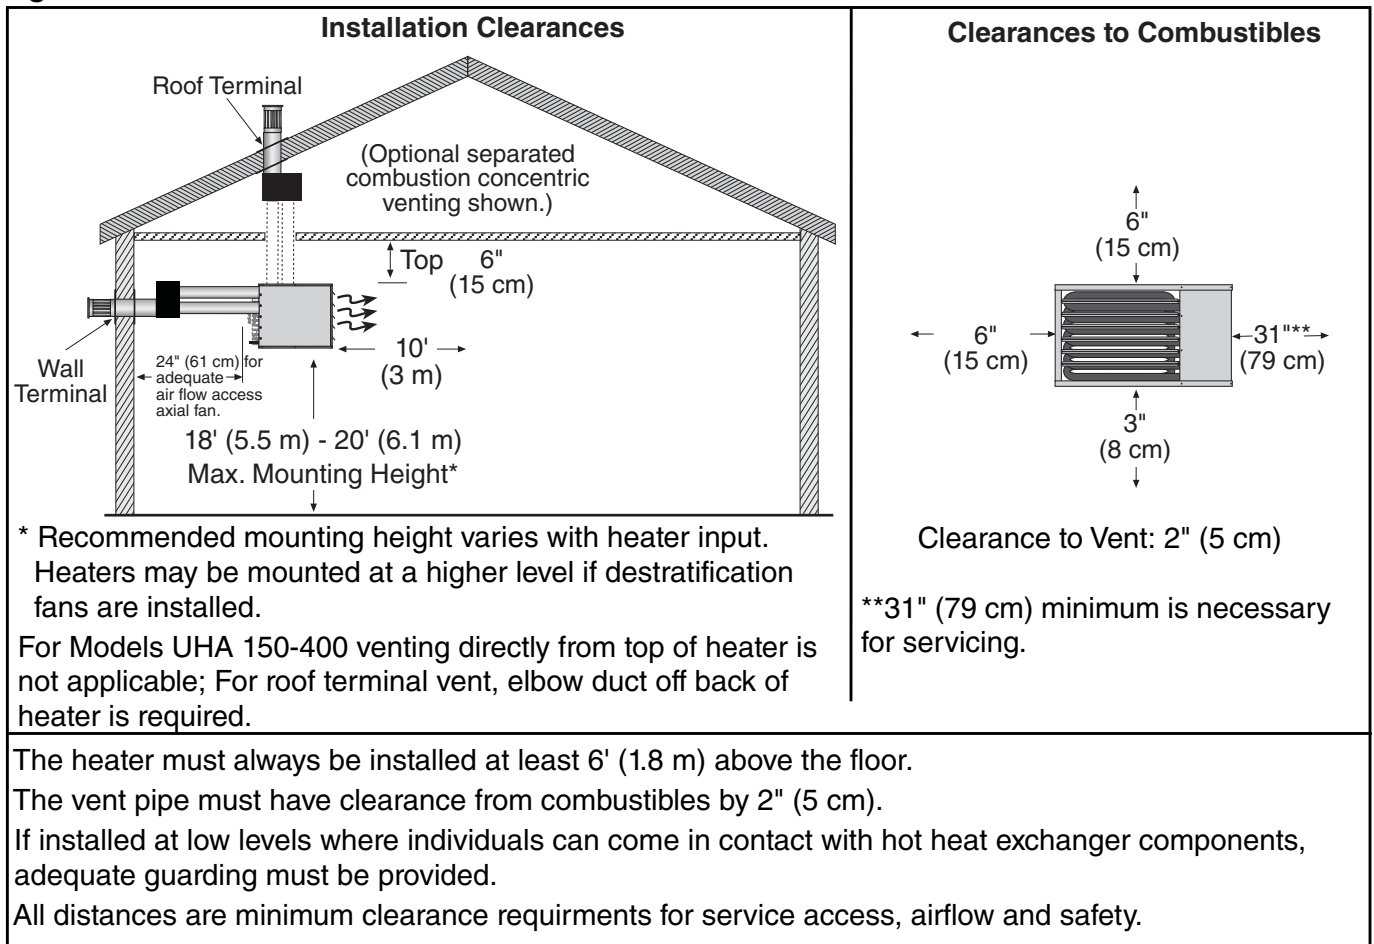 Installation Clearances
Roof Terminal
(Optional separated
combustion concentric
venting shown.)
Top 6"
(15 cm)
10'
(3 m)
Wall
Terminal
24" (61 cm) for
adequate
air flow access
axial fan.
18' (5.5 m) - 20' (6.1 m)
Max. Mounting Height*
* Recommended mounting height varies with heater input.
Heaters may be mounted at a higher level if destratification
fans are installed.
For Models UHA 150-400 venting directly from top of heater is
not applicable; For roof terminal vent, elbow duct off back of
heater is required.
Clearances to Combustibles
6"
(15 cm)
6"
(15 cm)
31"**
(79 cm)
3"
(8 cm)
Clearance to Vent: 2" (5 cm)
**31" (79 cm) minimum is necessary
for servicing.
The heater must always be installed at least 6' (1.8 m) above the floor.
The vent pipe must have clearance from combustibles by 2" (5 cm).
If installed at low levels where individuals can come in contact with hot heat exchanger components,
adequate guarding must be provided.
All distances are minimum clearance requirments for service access, airflow and safety.